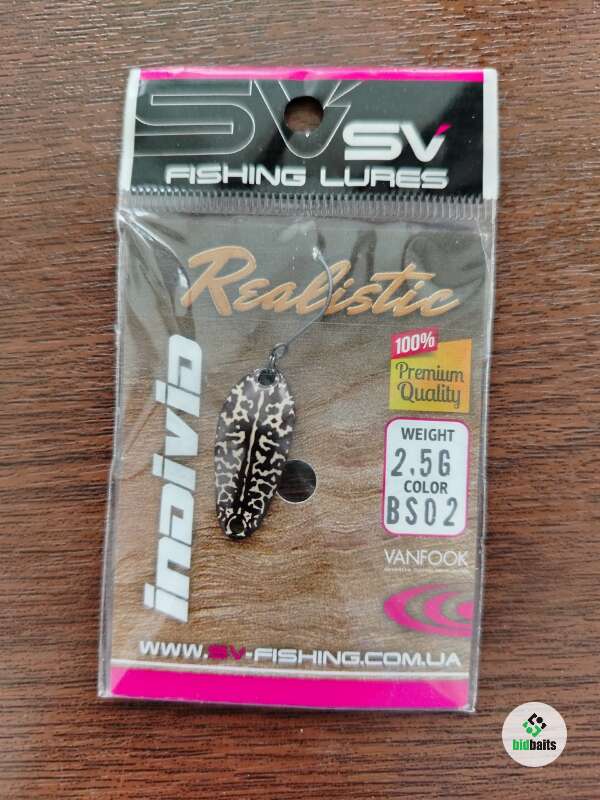 SV SV
FISHING LURES
Realistic
INDIVID
100%
Premium
Quality
WEIGHT
2.5G
COLOR
BS02
VANFOOK
WWW.SV-FISHING.COM.UA
bidbaits